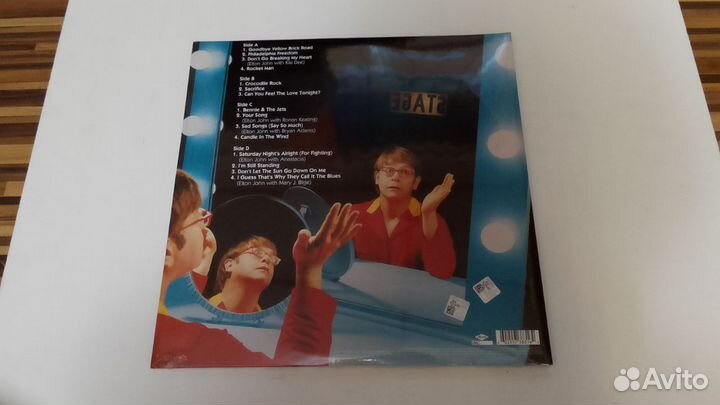 Side A
1. Goodbye Yellow Brick Road
2. Philadelphia Freedom
3. Don't Go Breaking My Heart
(Elton John with Kiki Dee)
4. Rocket Man
Side B
1. Crocodile Rock
2. Sacrifice
3. Can You Feel The Love Tonight?
Side C
1. Bennie & The Jets
2. Your Song
(Elton John with Ronan Keating)
3. Sad Songs (Say So Much)
(Elton John with Bryan Adams)
4. Candle In The Wind
Side D
1. Saturday Night's Alright (For Fighting)
(Elton John with Anastacia)
2. I'm Still Standing
3. Don't Let The Sun Go Down On Me
4. I Guess That's Why They Call It The Blues
(Elton John with Mary J. Blige)
STAGE
Avito